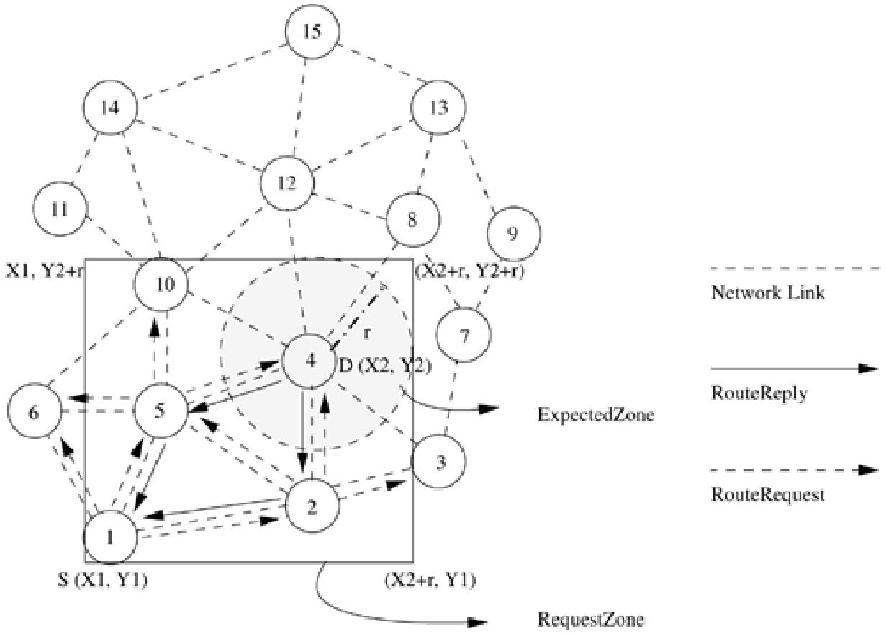 15
14
13
12
11
8
9
X1, Y2+r
(X2+r, Y2+r)
10
Network Link
r
7
4
D (X2, Y2)
RouteReply
6
5
ExpectedZone
3
RouteRequest
2
1
S (X1, Y1)
(X2+r, Y1)
RequestZone